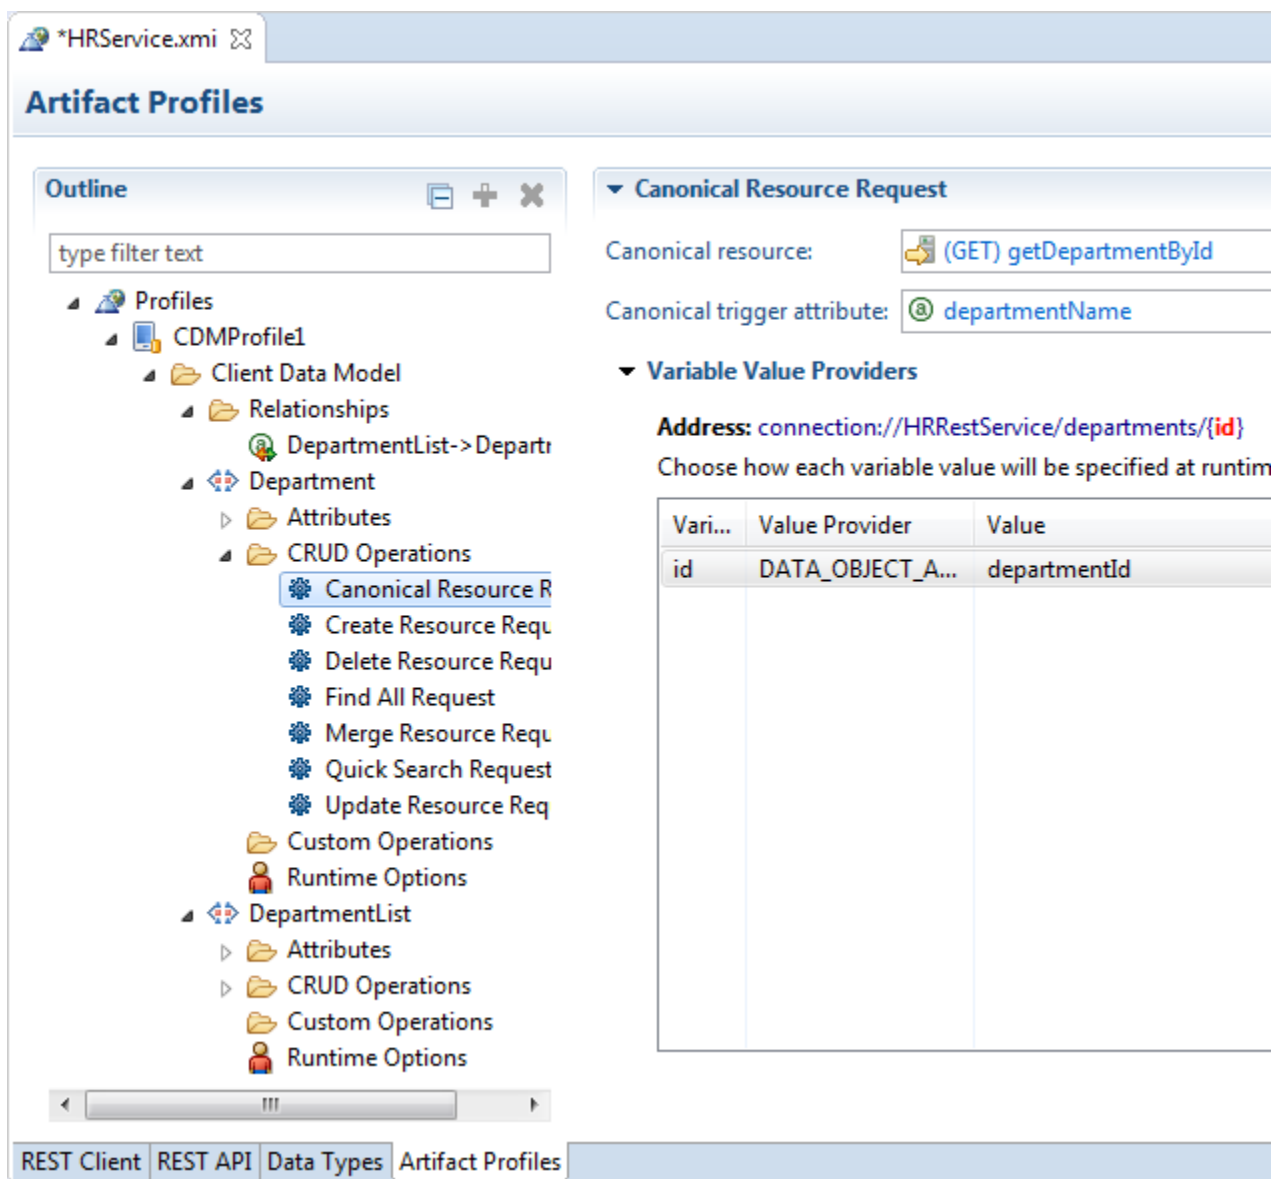 *HRService.xmi
Artifact Profiles
Outline
type filter text
Profiles
CDMProfile1
Client Data Model
Relationships
DepartmentList->Departr
Department
Attributes
CRUD Operations
Canonical Resource R
Create Resource Requ
Delete Resource Requ
Find All Request
Merge Resource Requ
Quick Search Request
Update Resource Req
Custom Operations
Runtime Options
DepartmentList
Attributes
CRUD Operations
Custom Operations
Runtime Options
Canonical Resource Request
Canonical resource: (GET) getDepartmentById
Canonical trigger attribute: departmentName
Variable Value Providers
Address: connection://HRRestService/departments/{id}
Choose how each variable value will be specified at runtim
Vari... Value Provider Value
id DATA_OBJECT_A... departmentId
REST Client REST API Data Types Artifact Profiles